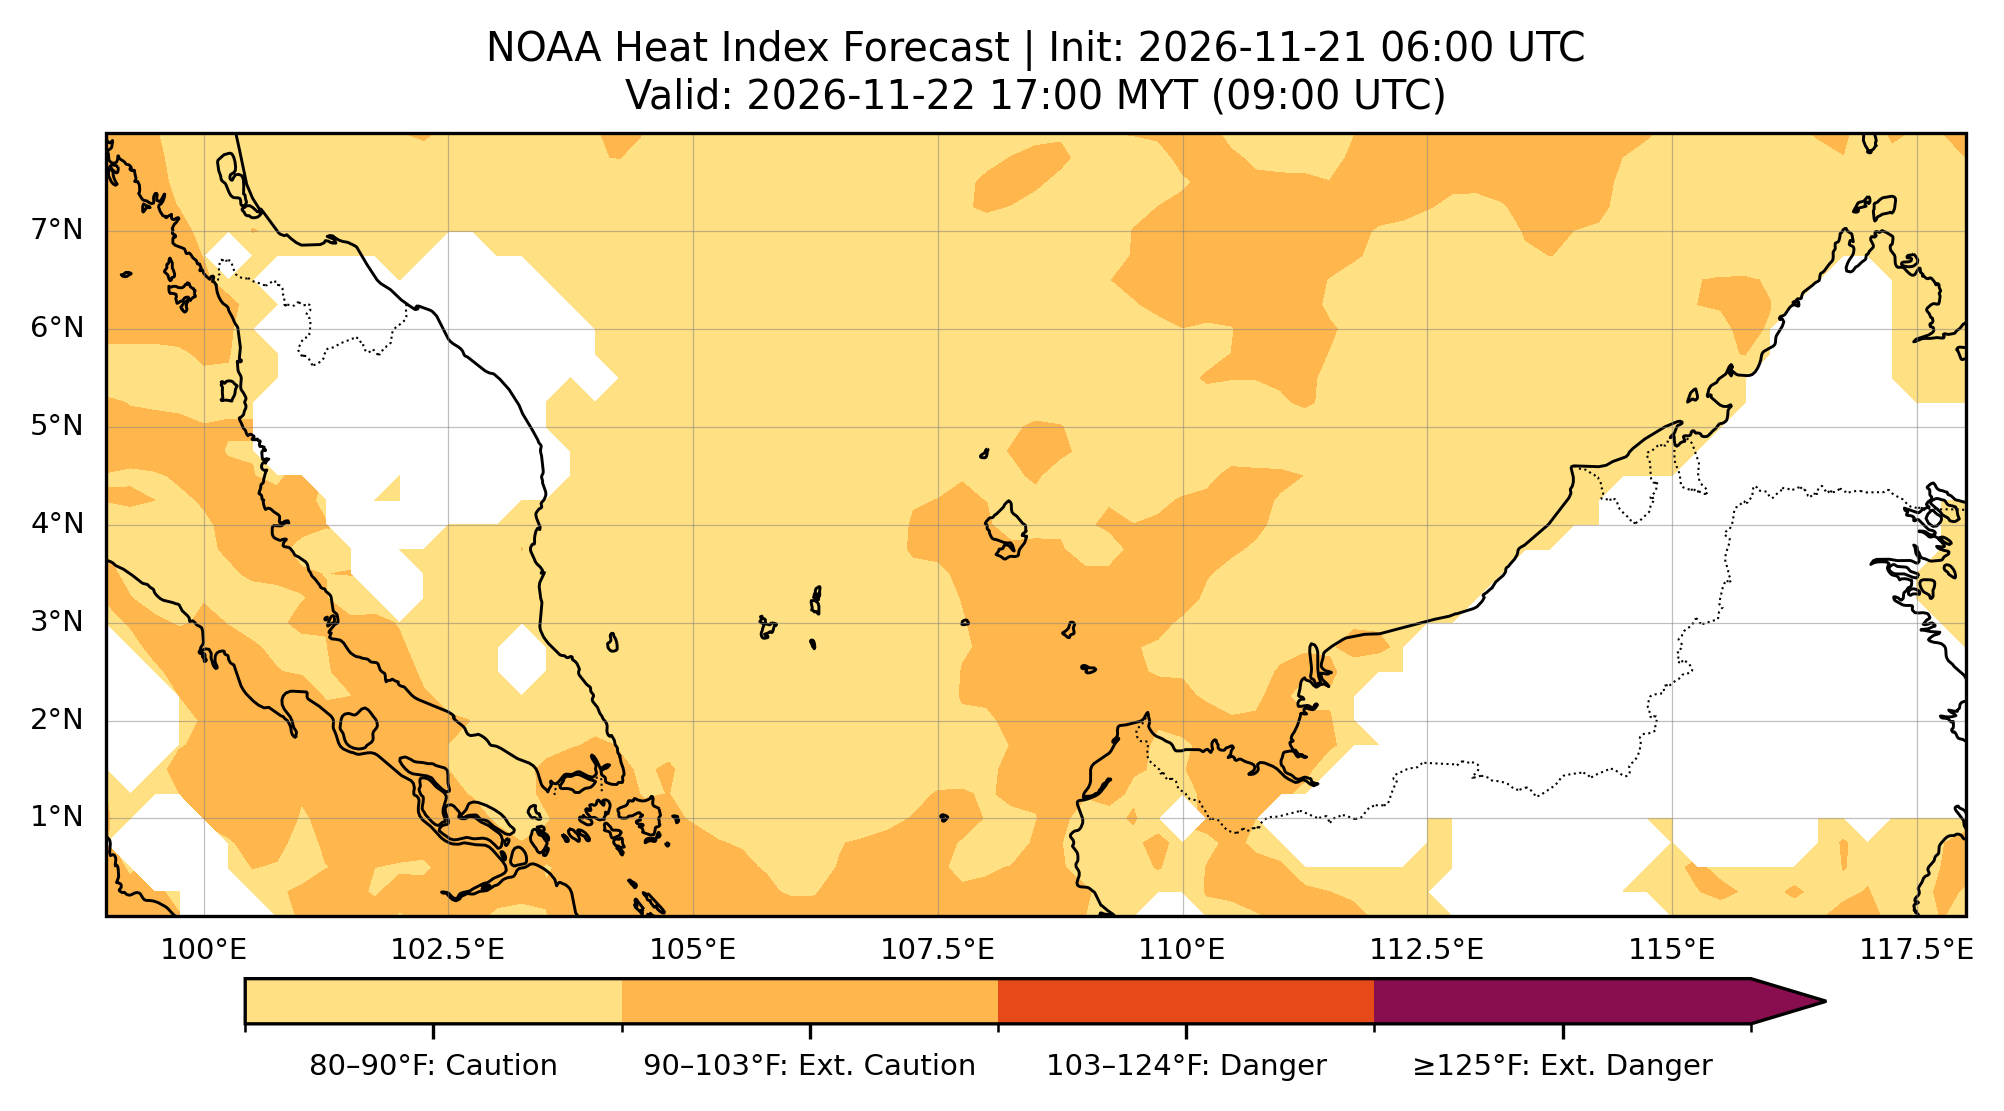 NOAA Heat Index Forecast | Init: 2026-11-21 06:00 UTC
Valid: 2026-11-22 17:00 MYT (09:00 UTC)
7°N
6°N
5°N
4°N
3°N
2°N
1°N
100°E
102.5°E
105°E
107.5°E
110°E
112.5°E
115°E
117.5°E
80–90°F: Caution
90–103°F: Ext. Caution
103–124°F: Danger
≥125°F: Ext. Danger